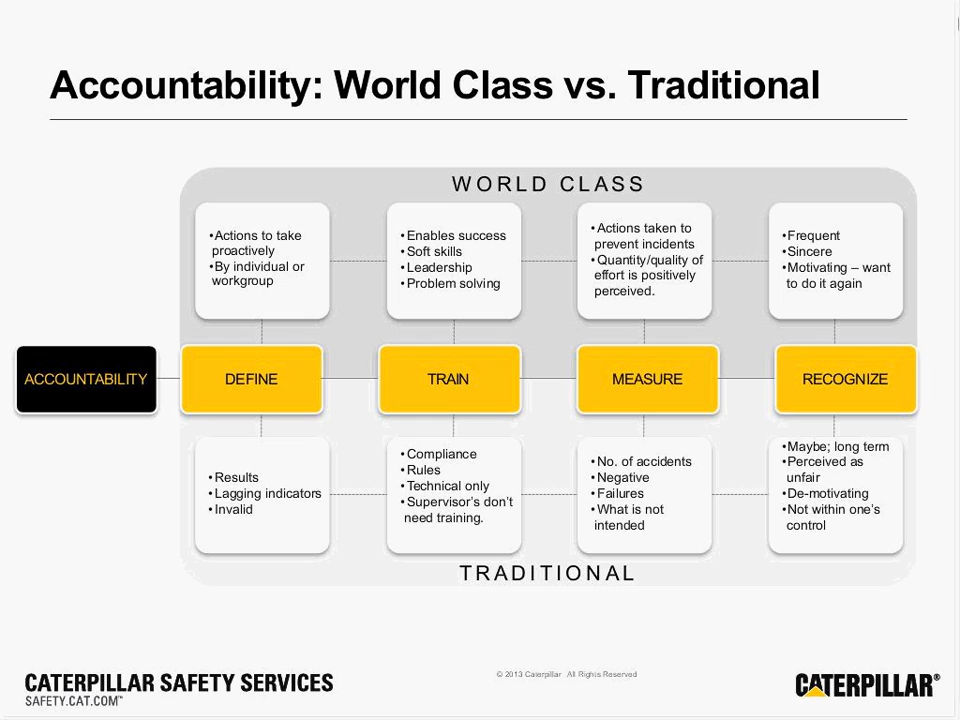 Accountability: World Class vs. Traditional
WORLD CLASS
•Actions to take
proactively
•By individual or
workgroup
•Enables success
•Soft skills
•Leadership
•Problem solving
•Actions taken to
prevent incidents
•Quantity/quality of
effort is positively
perceived.
•Frequent
•Sincere
•Motivating – want
to do it again
ACCOUNTABILITY
DEFINE
TRAIN
MEASURE
RECOGNIZE
•Results
•Lagging indicators
•Invalid
•Compliance
•Rules
•Technical only
•Supervisor's don't
need training.
•No. of accidents
•Negative
•Failures
•What is not
intended
•Maybe; long term
•Perceived as
unfair
•De-motivating
•Not within one's
control
TRADITIONAL
CATERPILLAR SAFETY SERVICES
SAFETY.CAT.COM™
© 2013 Caterpillar All Rights Reserved
CATERPILLAR®